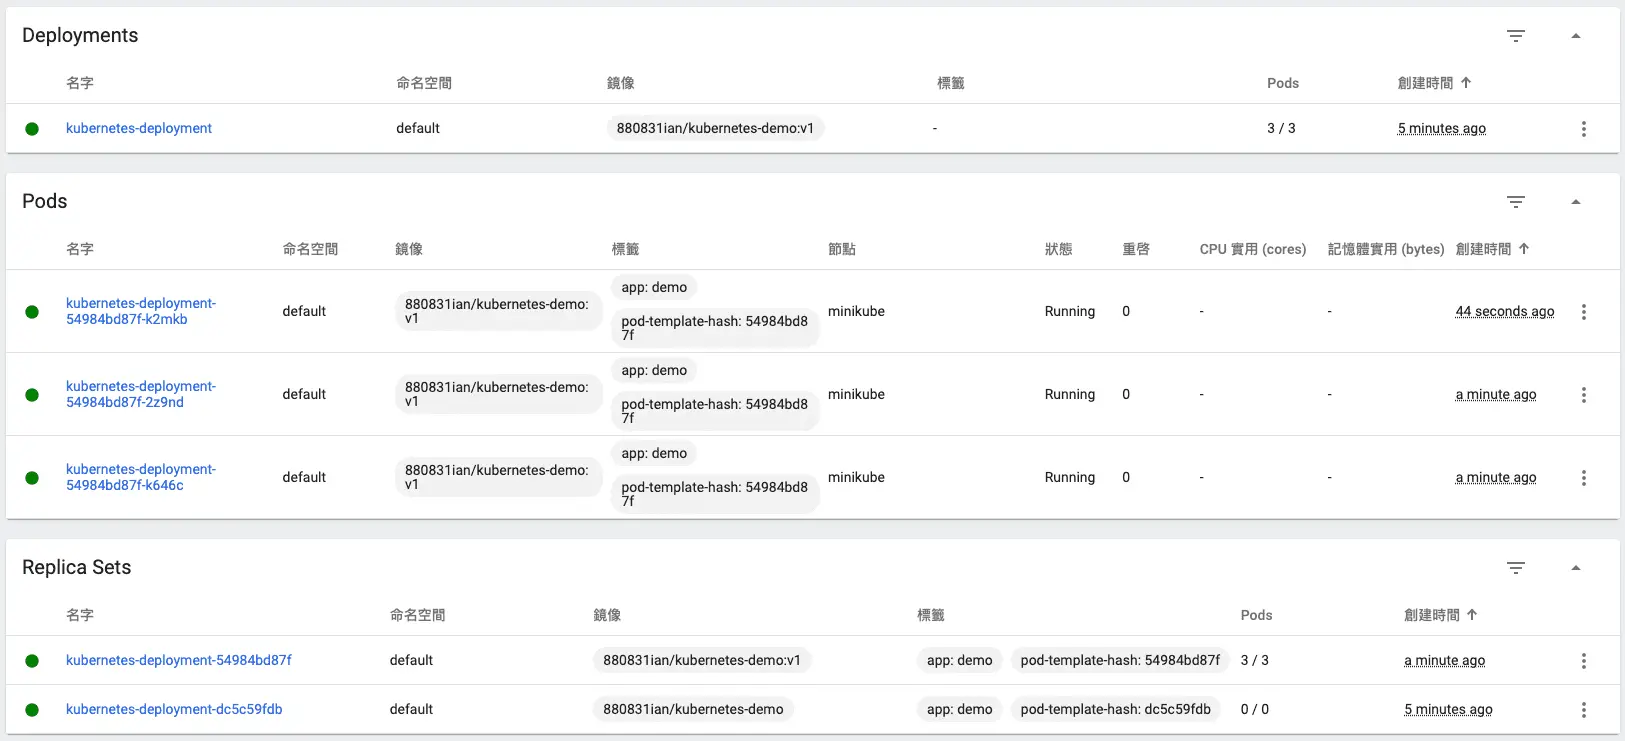 Deployments
名字 命名空間 鏡像 標籤 Pods 創建時間
kubernetes-deployment default 880831ian/kubernetes-demo:v1 - 3 / 3 5 minutes ago
Pods
名字 命名空間 鏡像 標籤 節點 狀態 重啓 CPU 實用 (cores) 記憶體實用 (bytes) 創建時間
kubernetes-deployment-
54984bd87f-k2mkb
default
880831ian/kubernetes-demo:
v1
app: demo
pod-template-hash: 54984bd8
7f
minikube Running 0 - - 44 seconds ago
kubernetes-deployment-
54984bd87f-2z9nd
default
880831ian/kubernetes-demo:
v1
app: demo
pod-template-hash: 54984bd8
7f
minikube Running 0 - - a minute ago
kubernetes-deployment-
54984bd87f-k646c
default
880831ian/kubernetes-demo:
v1
app: demo
pod-template-hash: 54984bd8
7f
minikube Running 0 - - a minute ago
Replica Sets
名字 命名空間 鏡像 標籤 Pods 創建時間
kubernetes-deployment-54984bd87f default 880831ian/kubernetes-demo:v1 app: demo pod-template-hash: 54984bd87f 3 / 3 a minute ago
kubernetes-deployment-dc5c59fdb default 880831ian/kubernetes-demo app: demo pod-template-hash: dc5c59fdb 0 / 0 5 minutes ago